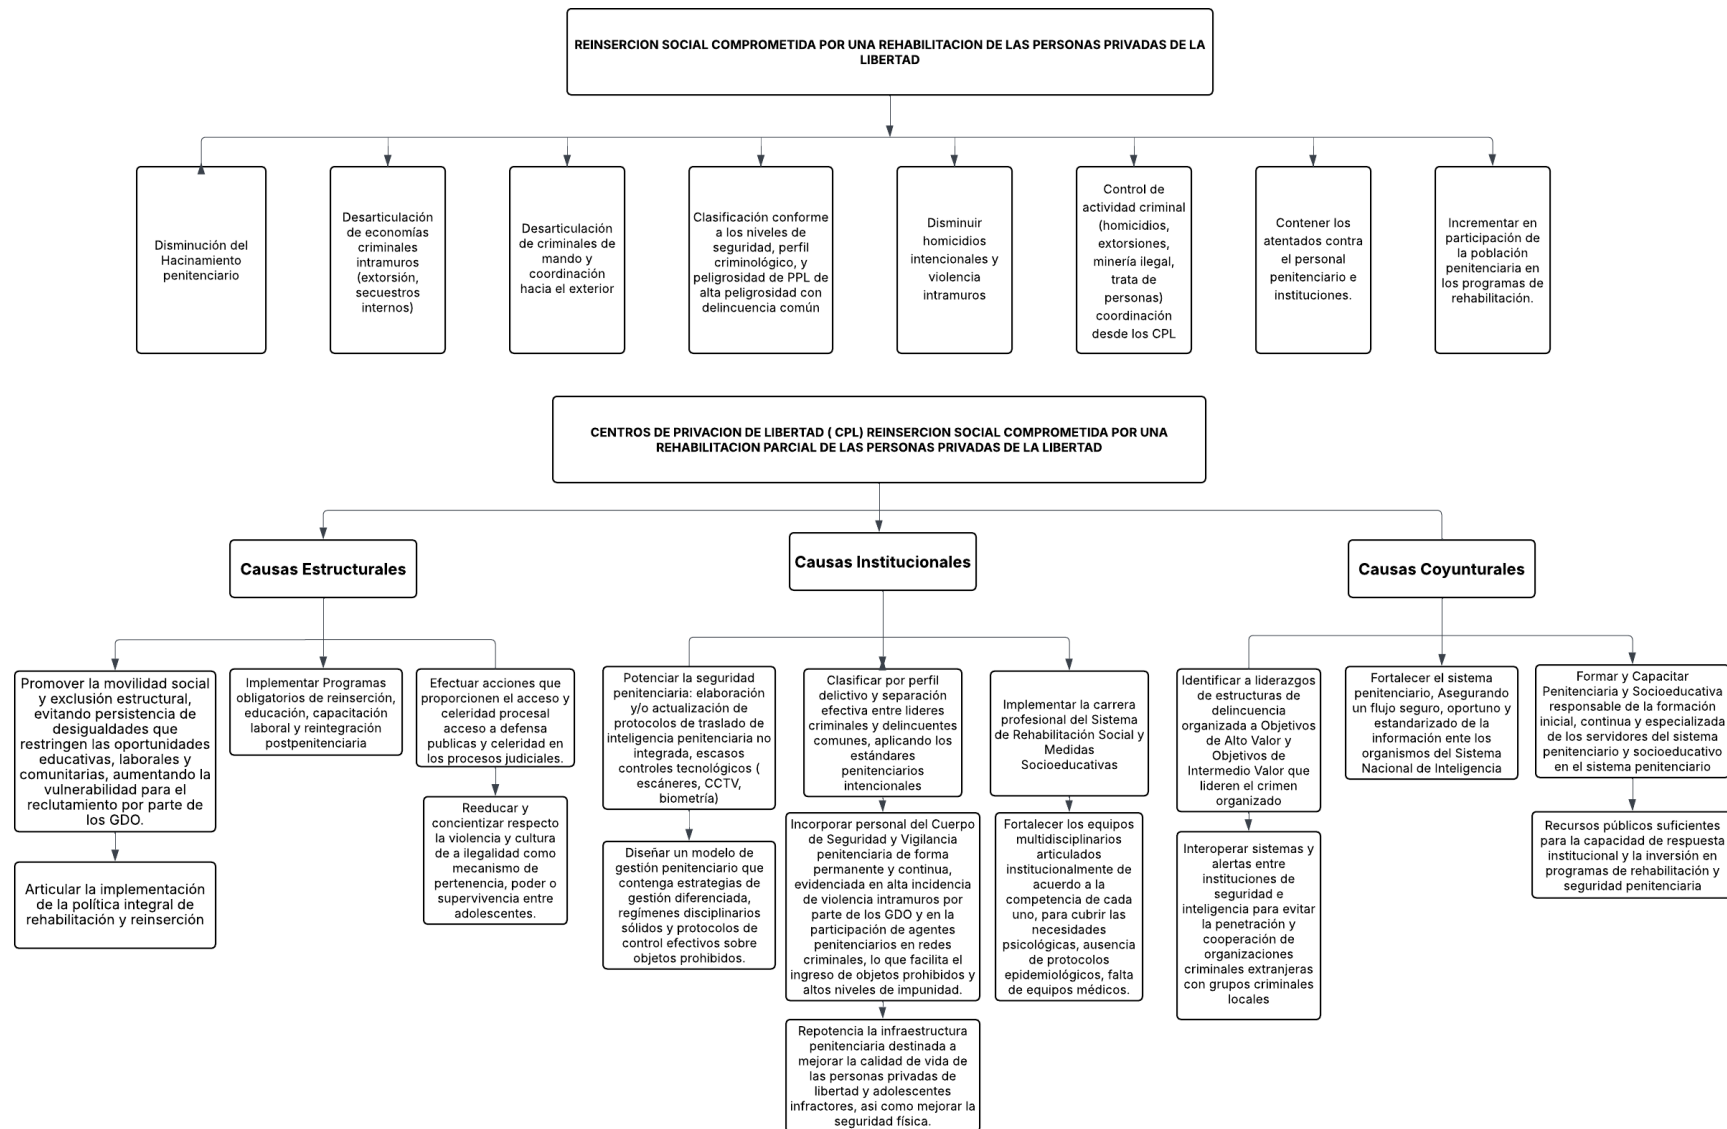 REINSERCION SOCIAL COMPROMETIDA POR UNA REHABILITACION DE LAS PERSONAS PRIVADAS DE LA
LIBERTAD
Disminución del
Hacinamiento
penitenciario
Desarticulación
de economías
criminales
intramuros
(extorsión,
secuestros
internos)
Desarticulación
de criminales de
mando y
coordinación
hacia el exterior
Clasificación conforme
a los niveles de
seguridad, perfil
criminológico, y
peligrosidad de PPL de
alta peligrosidad con
delincuencia común
Disminuir
homicidios
intencionales y
violencia
intramuros
Control de
actividad criminal
(homicidios,
extorsiones,
minería ilegal,
trata de
personas)
coordinación
desde los CPL
Contener los
atentados contra
el personal
penitenciario e
instituciones.
Incrementar en
participación de
la población
penitenciaria en
los programas de
rehabilitación.
CENTROS DE PRIVACION DE LIBERTAD ( CPL) REINSERCION SOCIAL COMPROMETIDA POR UNA
REHABILITACION PARCIAL DE LAS PERSONAS PRIVADAS DE LA LIBERTAD
Causas Estructurales
Causas Institucionales
Causas Coyunturales
Promover la movilidad social
y exclusión estructural,
evitando persistencia de
desigualdades que
restringen las oportunidades
educativas, laborales y
comunitarias, aumentando la
vulnerabilidad para el
reclutamiento por parte de
los GDO.
Implementar Programas
obligatorios de reinserción,
educación, capacitación
laboral y reintegración
postpenitenciaria
Efectuar acciones que
proporcionen el acceso y
celeridad procesal
acceso a defensa
publicas y celeridad en
los procesos judiciales.
Potenciar la seguridad
penitenciaria: elaboración
y/o actualización de
protocolos de traslado de
inteligencia penitenciaria no
integrada, escasos
controles tecnológicos (
escáneres, CCTV,
biometría)
Clasificar por perfil
delictivo y separación
efectiva entre lideres
criminales y delincuentes
comunes, aplicando los
estándares
penitenciarios
intencionales
Implementar la carrera
profesional del Sistema
de Rehabilitación Social y
Medidas
Socioeducativas
Identificar a liderazgos
de estructuras de
delincuencia
organizada a Objetivos
de Alto Valor y
Objetivos de
Intermedio Valor que
lideren el crimen
organizado
Fortalecer el sistema
penitenciario, Asegurando
un flujo seguro, oportuno y
estandarizado de la
información ente los
organismos del Sistema
Nacional de Inteligencia
Formar y Capacitar
Penitenciaria y Socioeducativa
responsable de la formación
inicial, continua y especializada
de los servidores del sistema
penitenciario y socioeducativo
en el sistema penitenciario
Articular la implementación
de la política integral de
rehabilitación y reinserción
Reeducar y
concientizar respecto
la violencia y cultura
de a ilegalidad como
mecanismo de
pertenencia, poder o
supervivencia entre
adolescentes.
Diseñar un modelo de
gestión penitenciario que
contenga estrategias de
gestión diferenciada,
regímenes disciplinarios
sólidos y protocolos de
control efectivos sobre
objetos prohibidos.
Incorporar personal del Cuerpo
de Seguridad y Vigilancia
penitenciaria de forma
permanente y continua,
evidenciada en alta incidencia
de violencia intramuros por
parte de los GDO y en la
participación de agentes
penitenciarios en redes
criminales, lo que facilita el
ingreso de objetos prohibidos y
altos niveles de impunidad.
Fortalecer los equipos
multidisciplinarios
articulados
institucionalmente de
acuerdo a la
competencia de cada
uno, para cubrir las
necesidades
psicológicas, ausencia
de protocolos
epidemiológicos, falta
de equipos médicos.
Interoperar sistemas y
alertas entre
instituciones de
seguridad e
inteligencia para evitar
la penetración y
cooperación de
organizaciones
criminales extranjeras
con grupos criminales
locales
Recursos públicos suficientes
para la capacidad de respuesta
institucional y la inversión en
programas de rehabilitación y
seguridad penitenciaria
Repotencia la infraestructura
penitenciaria destinada a
mejorar la calidad de vida de
las personas privadas de
libertad y adolescentes
infractores, asi como mejorar la
seguridad física.